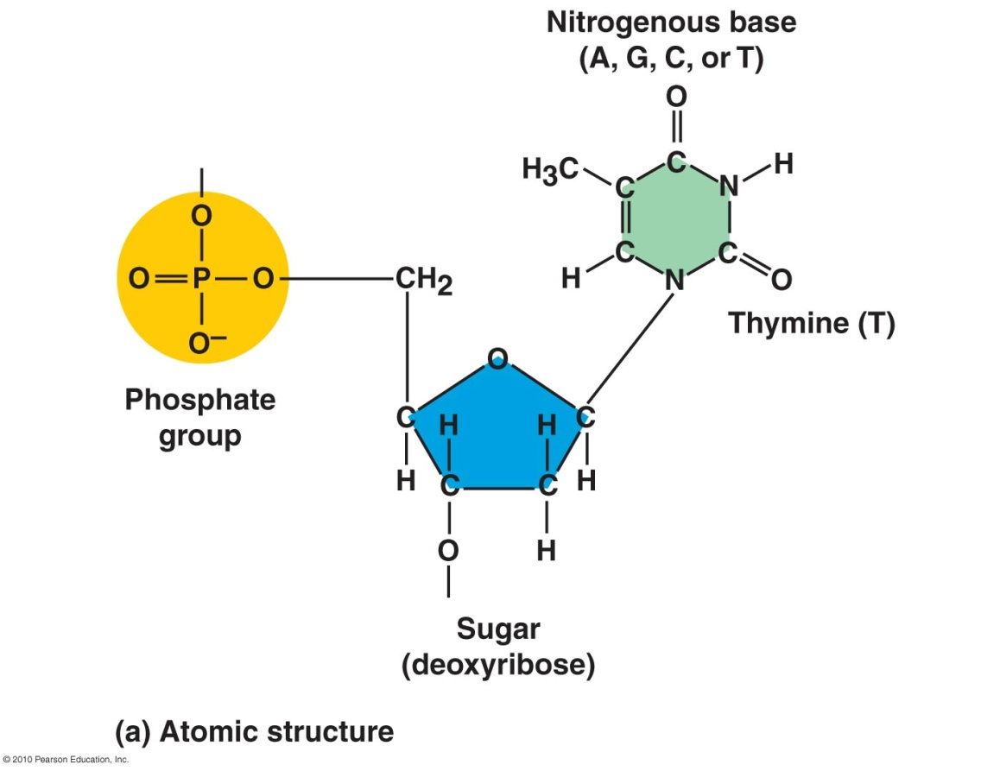 Nitrogenous base
(A, G, C, or T)
O
H3C
C
C
N
H
O
C
C
H
N
O
O
P
O
CH2
O–
Thymine (T)
O
Phosphate
group
C
H
H
C
H
C
C
H
O
H
Sugar
(deoxyribose)
(a) Atomic structure
© 2010 Pearson Education, Inc.